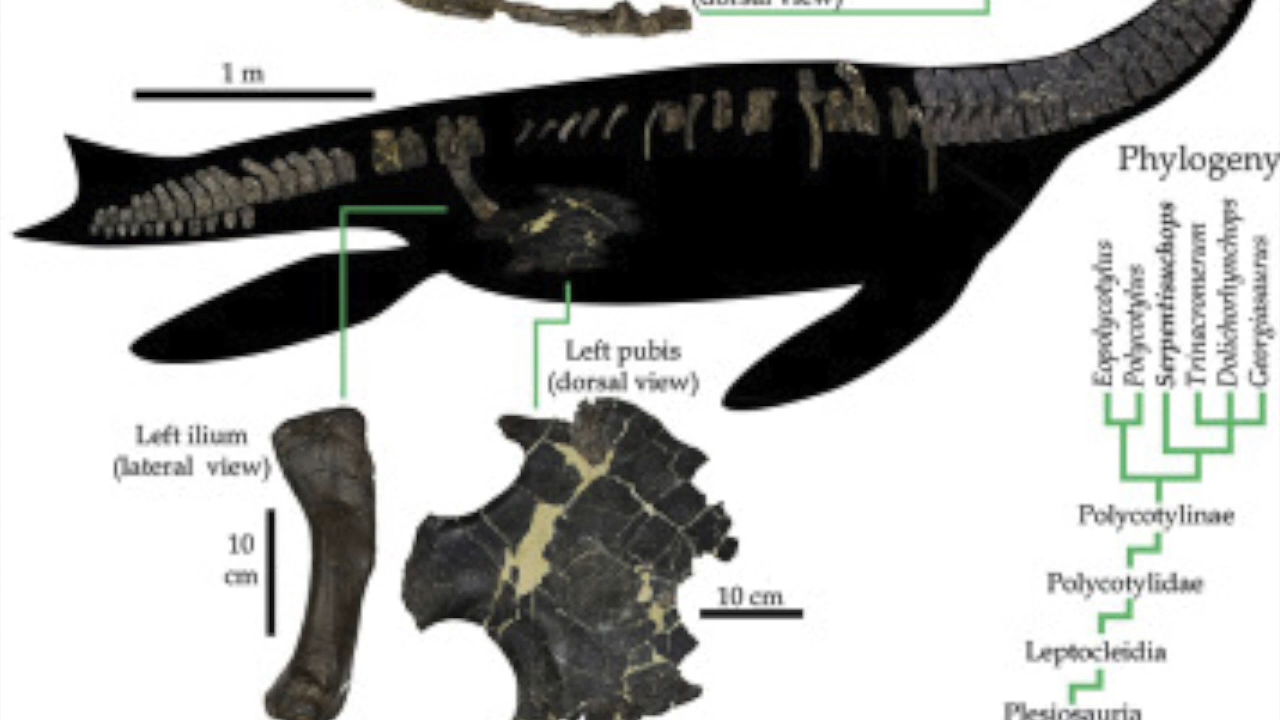 (dorsal view)
1 m
Phylogeny
Eopolycotylus
Polycotylus
Serpentisuchops
Trinacromerum
Dolichorhynchops
Georgiasaurus
Left pubis
(dorsal view)
Left ilium
(lateral view)
10
cm
10 cm
Polycotylinae
Polycotylidae
Leptocleidia
Plesiosauria